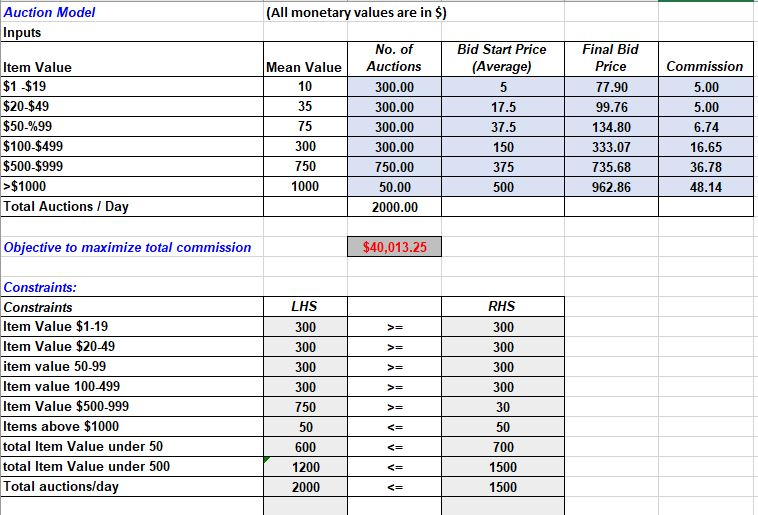 Auction Model (All monetary values are in $)
Inputs
Item Value Mean Value No. of Auctions Bid Start Price (Average) Final Bid Price Commission
$1 -$19 10 300.00 5 77.90 5.00
$20-$49 35 300.00 17.5 99.76 5.00
$50-%99 75 300.00 37.5 134.80 6.74
$100-$499 300 300.00 150 333.07 16.65
$500-$999 750 750.00 375 735.68 36.78
>$1000 1000 50.00 500 962.86 48.14
Total Auctions / Day 2000.00
Objective to maximize total commission $40,013.25
Constraints:
Constraints LHS RHS
Item Value $1-19 300 >= 300
Item Value $20-49 300 >= 300
item value 50-99 300 >= 300
Item value 100-499 300 >= 300
Item Value $500-999 750 >= 30
Items above $1000 50 <= 50
total Item Value under 50 600 <= 700
total Item Value under 500 1200 <= 1500
Total auctions/day 2000 <= 1500